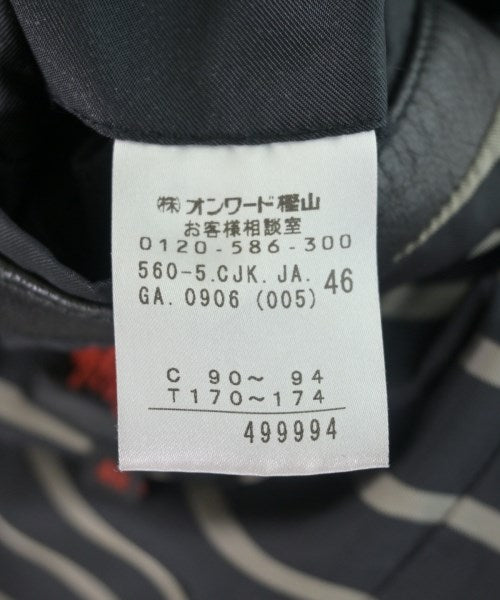 ㈱オンワード樫山
お客様相談室
0120-586-300
560-5.CJK.JA. 46
GA.0906 (005)
C 90～ 94
T170～174
499994